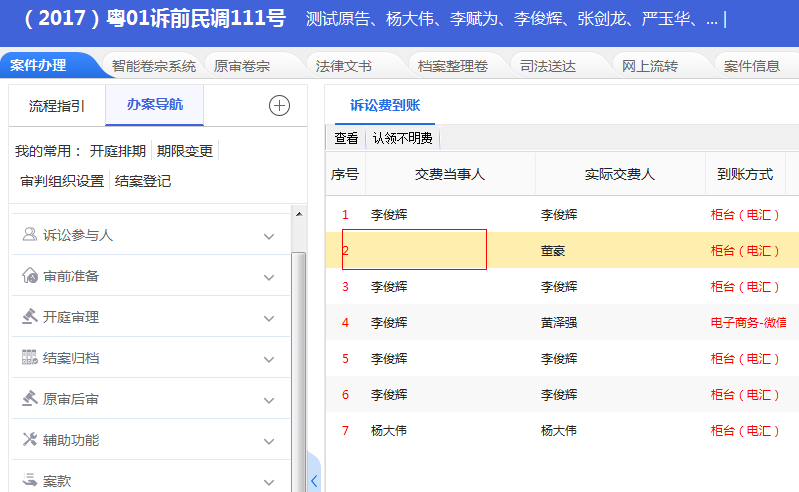 （2017）粤01诉前民调111号 测试原告、杨大伟、李赋为、李俊辉、张剑龙、严玉华、... |
案件办理 智能卷宗系统 原审卷宗 法律文书 档案整理卷 司法送达 网上流转 案件信息
流程指引 办案导航
我的常用： 开庭排期 期限变更
审判组织设置 结案登记
诉讼参与人
审前准备
开庭审理
结案归档
原审后审
辅助功能
案款
诉讼费到账
查看 认领不明费
序号 交费当事人 实际交费人 到账方式
1 李俊辉 李俊辉 柜台（电汇）
2 董豪 柜台（电汇）
3 李俊辉 李俊辉 柜台（电汇）
4 李俊辉 黄泽强 电子商务-微信
5 李俊辉 李俊辉 柜台（电汇）
6 李俊辉 李俊辉 柜台（电汇）
7 杨大伟 杨大伟 柜台（电汇）